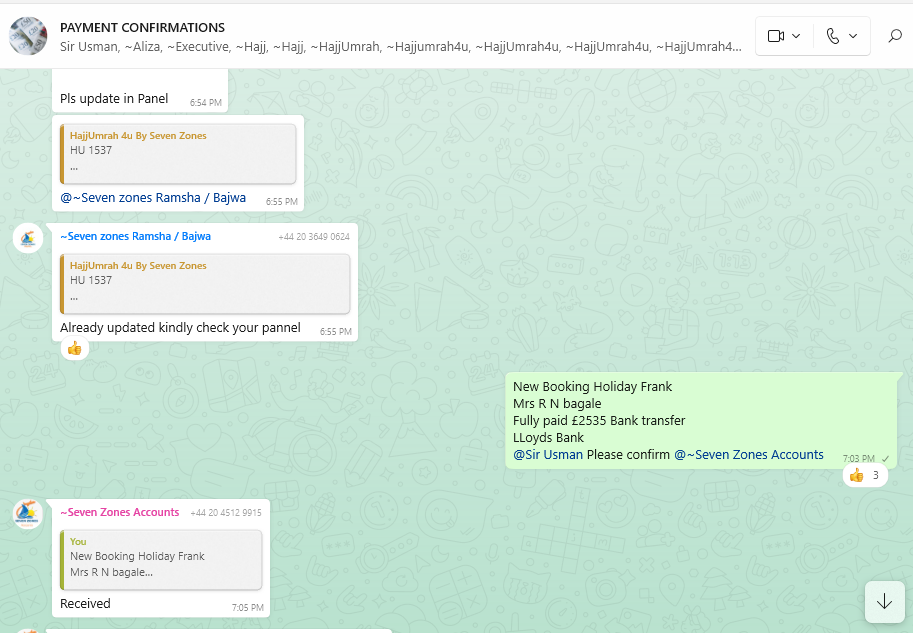 PAYMENT CONFIRMATIONS
Sir Usman, ~Aliza, ~Executive, ~Hajj, ~Hajj, ~HajjUmrah, ~Hajjumrah4u, ~HajjUmrah4u, ~HajjUmrah4u, ~HajjUmrah4...
Pls update in Panel
6:54 PM
HajjUmrah 4u By Seven Zones
HU 1537
...
@~Seven zones Ramsha / Bajwa
6:55 PM
~Seven zones Ramsha / Bajwa +44 20 3649 0624
HajjUmrah 4u By Seven Zones
HU 1537
...
Already updated kindly check your pannel
6:55 PM
New Booking Holiday Frank
Mrs R N bagale
Fully paid £2535 Bank transfer
LLoyds Bank
@Sir Usman Please confirm @~Seven Zones Accounts
7:03 PM
3
~Seven Zones Accounts +44 20 4512 9915
You
New Booking Holiday Frank
Mrs R N bagale...
Received
7:05 PM